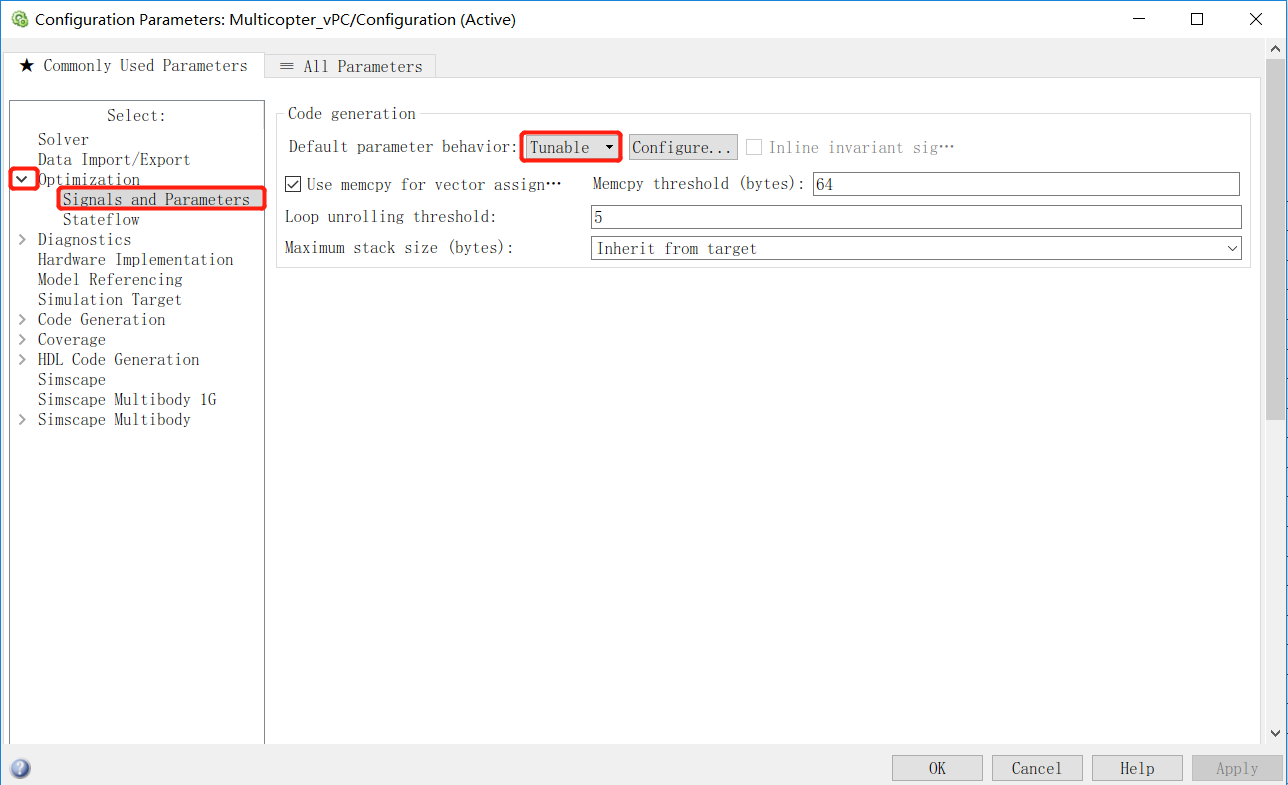 Configuration Parameters: Multicopter_vPC/Configuration (Active)
★ Commonly Used Parameters
All Parameters
Select:
Solver
Data Import/Export
Optimization
Signals and Parameters
Stateflow
Diagnostics
Hardware Implementation
Model Referencing
Simulation Target
Code Generation
Coverage
HDL Code Generation
Simscape
Simscape Multibody 1G
Simscape Multibody
Code generation
Default parameter behavior: Tunable Configure... Inline invariant sig…
Use memcpy for vector assign… Memcpy threshold (bytes): 64
Loop unrolling threshold: 5
Maximum stack size (bytes): Inherit from target
? OK Cancel Help Apply